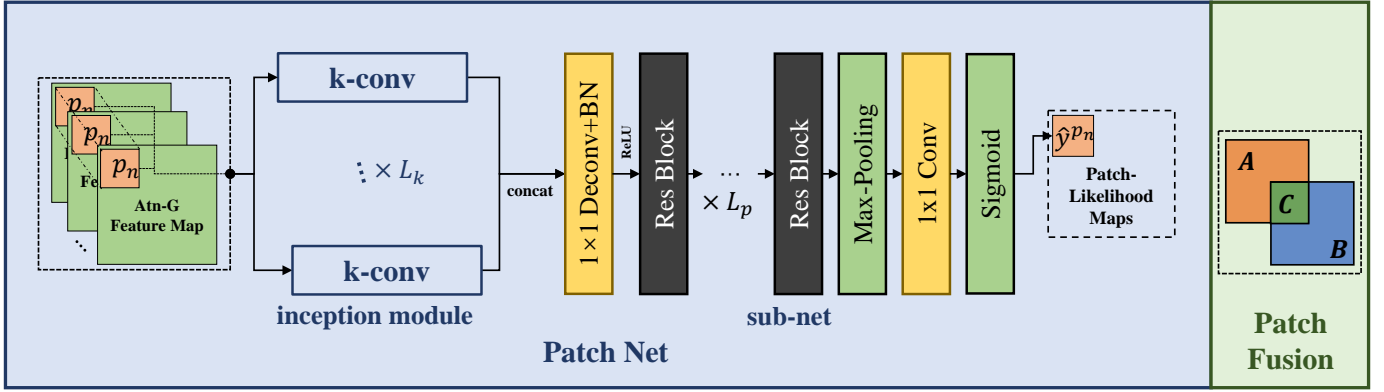 p_n
p_n
p_n
Fe
Atn-G
Feature Map
⋮
k-conv
⋮ × L_k
k-conv
inception module
concat
1×1 Deconv+BN
ReLU
Res Block
...
× L_p
Res Block
Max-Pooling
1x1 Conv
Sigmoid
sub-net
ŷ^{p_n}
Patch-
Likelihood
Maps
Patch Net
A
C
B
Patch
Fusion